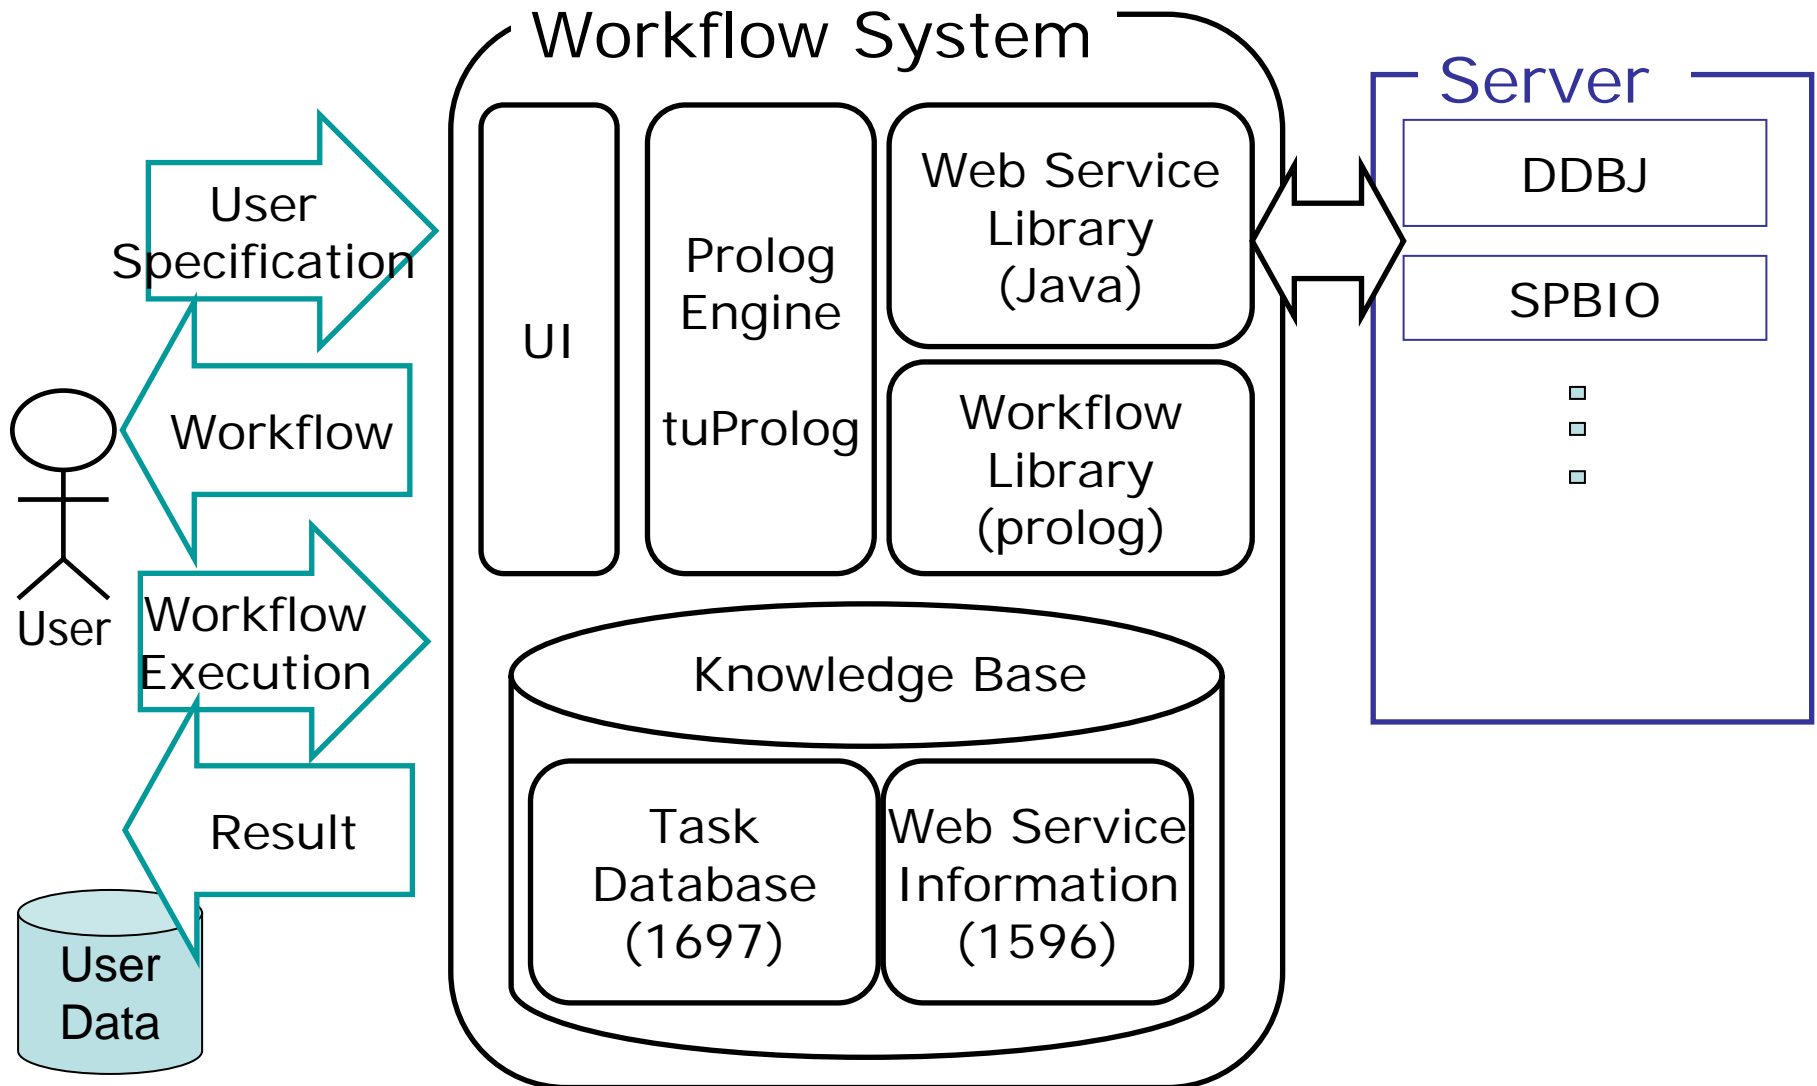 Workflow System
Server
User
Specification
Workflow
User
Workflow
Execution
Result
User
Data
UI
Prolog
Engine
tuProlog
Web Service
Library
(Java)
Workflow
Library
(prolog)
Knowledge Base
Task
Database
(1697)
Web Service
Information
(1596)
DDBJ
SPBIO